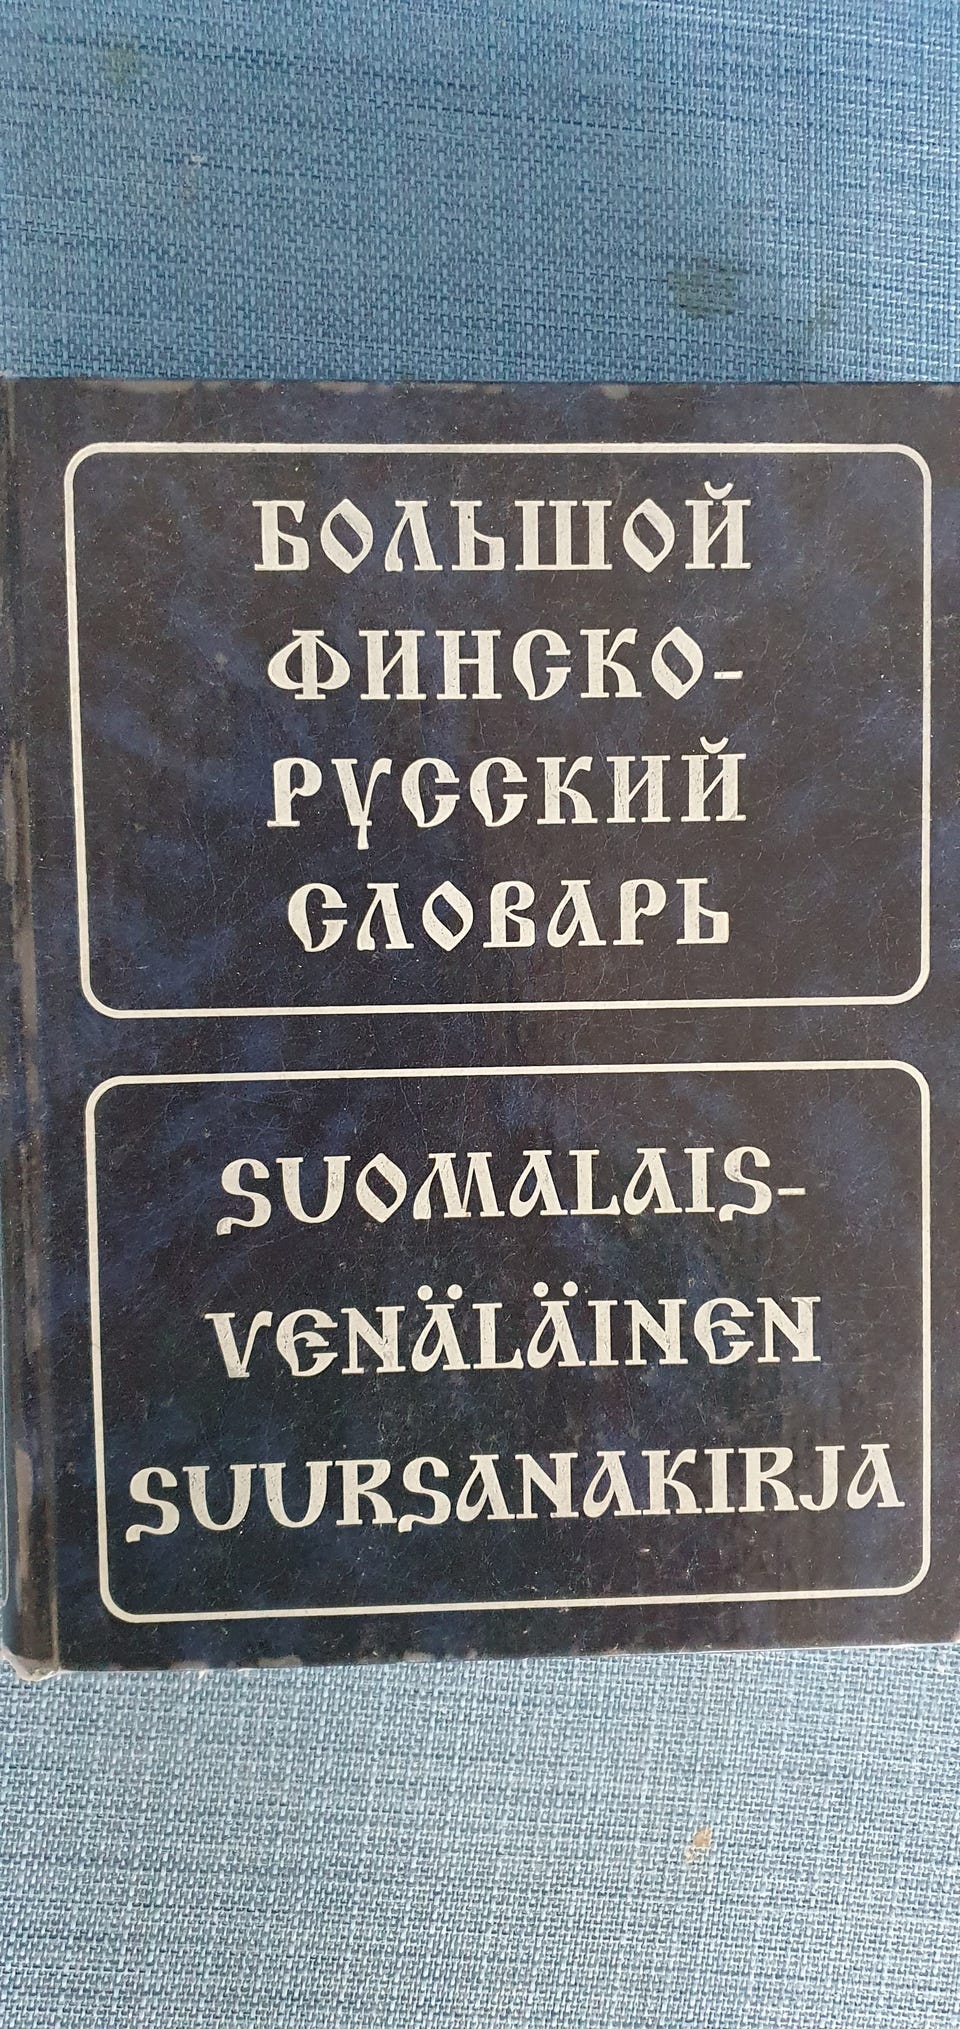 БОЛЬШОЙ
ФИНСКО-
РУССКИЙ
СЛОВАРЬ
SUOMALAIS-
VENÄLÄINEN
SUURSANAKIRJA